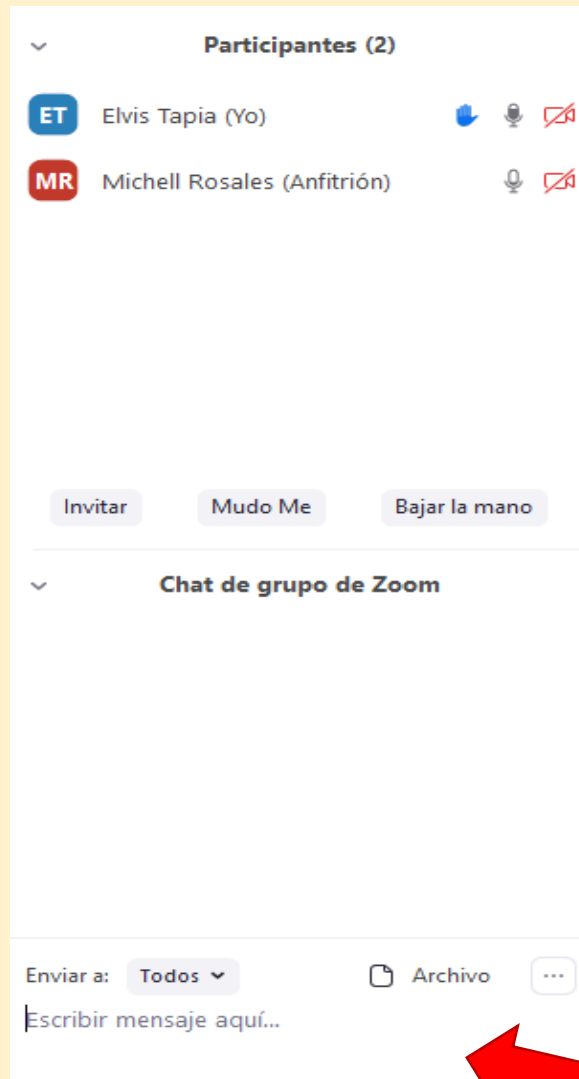 Participantes (2)
ET Elvis Tapia (Yo)
MR Michell Rosales (Anfitrión)
Invitar Mudo Me Bajar la mano
Chat de grupo de Zoom
Enviar a: Todos Archivo ...
Escribir mensaje aquí...